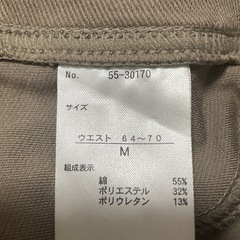 No. 55-30170
サイズ
ウエスト 64~70
M
組成表示
綿 55%
ポリエステル 32%
ポリウレタン 13%